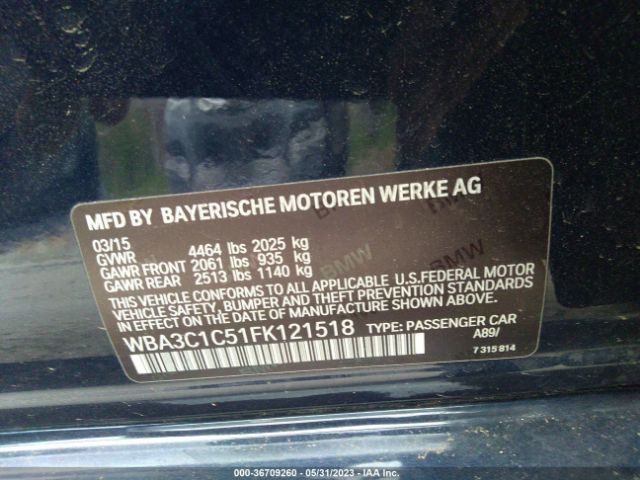 MFD BY BAYERISCHE MOTOREN WERKE AG
03/15
GVWR 4464 lbs 2025 kg
GAWR FRONT 2061 lbs 935 kg
GAWR REAR 2513 lbs 1140 kg
THIS VEHICLE CONFORMS TO ALL APPLICABLE U.S.FEDERAL MOTOR
VEHICLE SAFETY, BUMPER AND THEFT PREVENTION STANDARDS
IN EFFECT ON THE DATE OF MANUFACTURE SHOWN ABOVE.
WBA3C1C51FK121518 TYPE: PASSENGER CAR
A89/
7 315 814
BMW
BMW
000-36709260 - 05/31/2023 - IAA Inc.